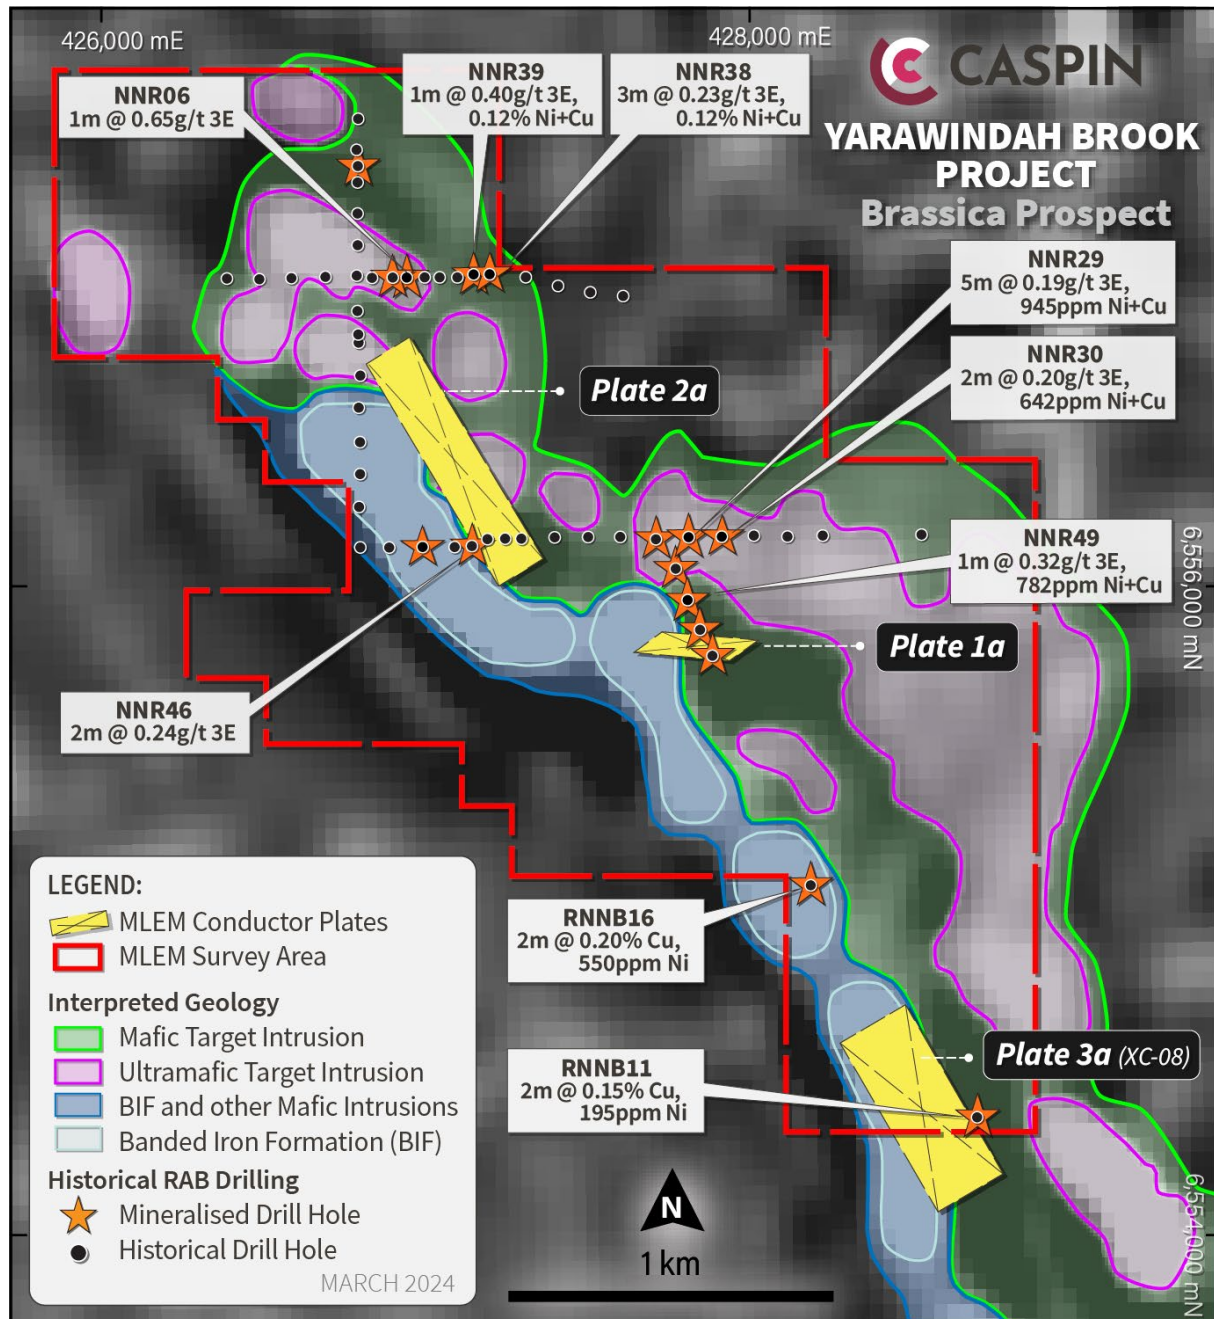 426,000 mE
428,000 mE
CASPIN
YARAWINDAH BROOK
PROJECT
Brassica Prospect
NNR06
1m @ 0.65g/t 3E
NNR39
1m @ 0.40g/t 3E,
0.12% Ni+Cu
NNR38
3m @ 0.23g/t 3E,
0.12% Ni+Cu
NNR29
5m @ 0.19g/t 3E,
945ppm Ni+Cu
NNR30
2m @ 0.20g/t 3E,
642ppm Ni+Cu
Plate 2a
NNR49
1m @ 0.32g/t 3E,
782ppm Ni+Cu
6,556,000 mN
Plate 1a
NNR46
2m @ 0.24g/t 3E
RNNB16
2m @ 0.20% Cu,
550ppm Ni
Plate 3a (XC-08)
RNNB11
2m @ 0.15% Cu,
195ppm Ni
6,554,000 mN
LEGEND:
MLEM Conductor Plates
MLEM Survey Area
Interpreted Geology
Mafic Target Intrusion
Ultramafic Target Intrusion
BIF and other Mafic Intrusions
Banded Iron Formation (BIF)
Historical RAB Drilling
Mineralised Drill Hole
Historical Drill Hole
MARCH 2024
N
1 km